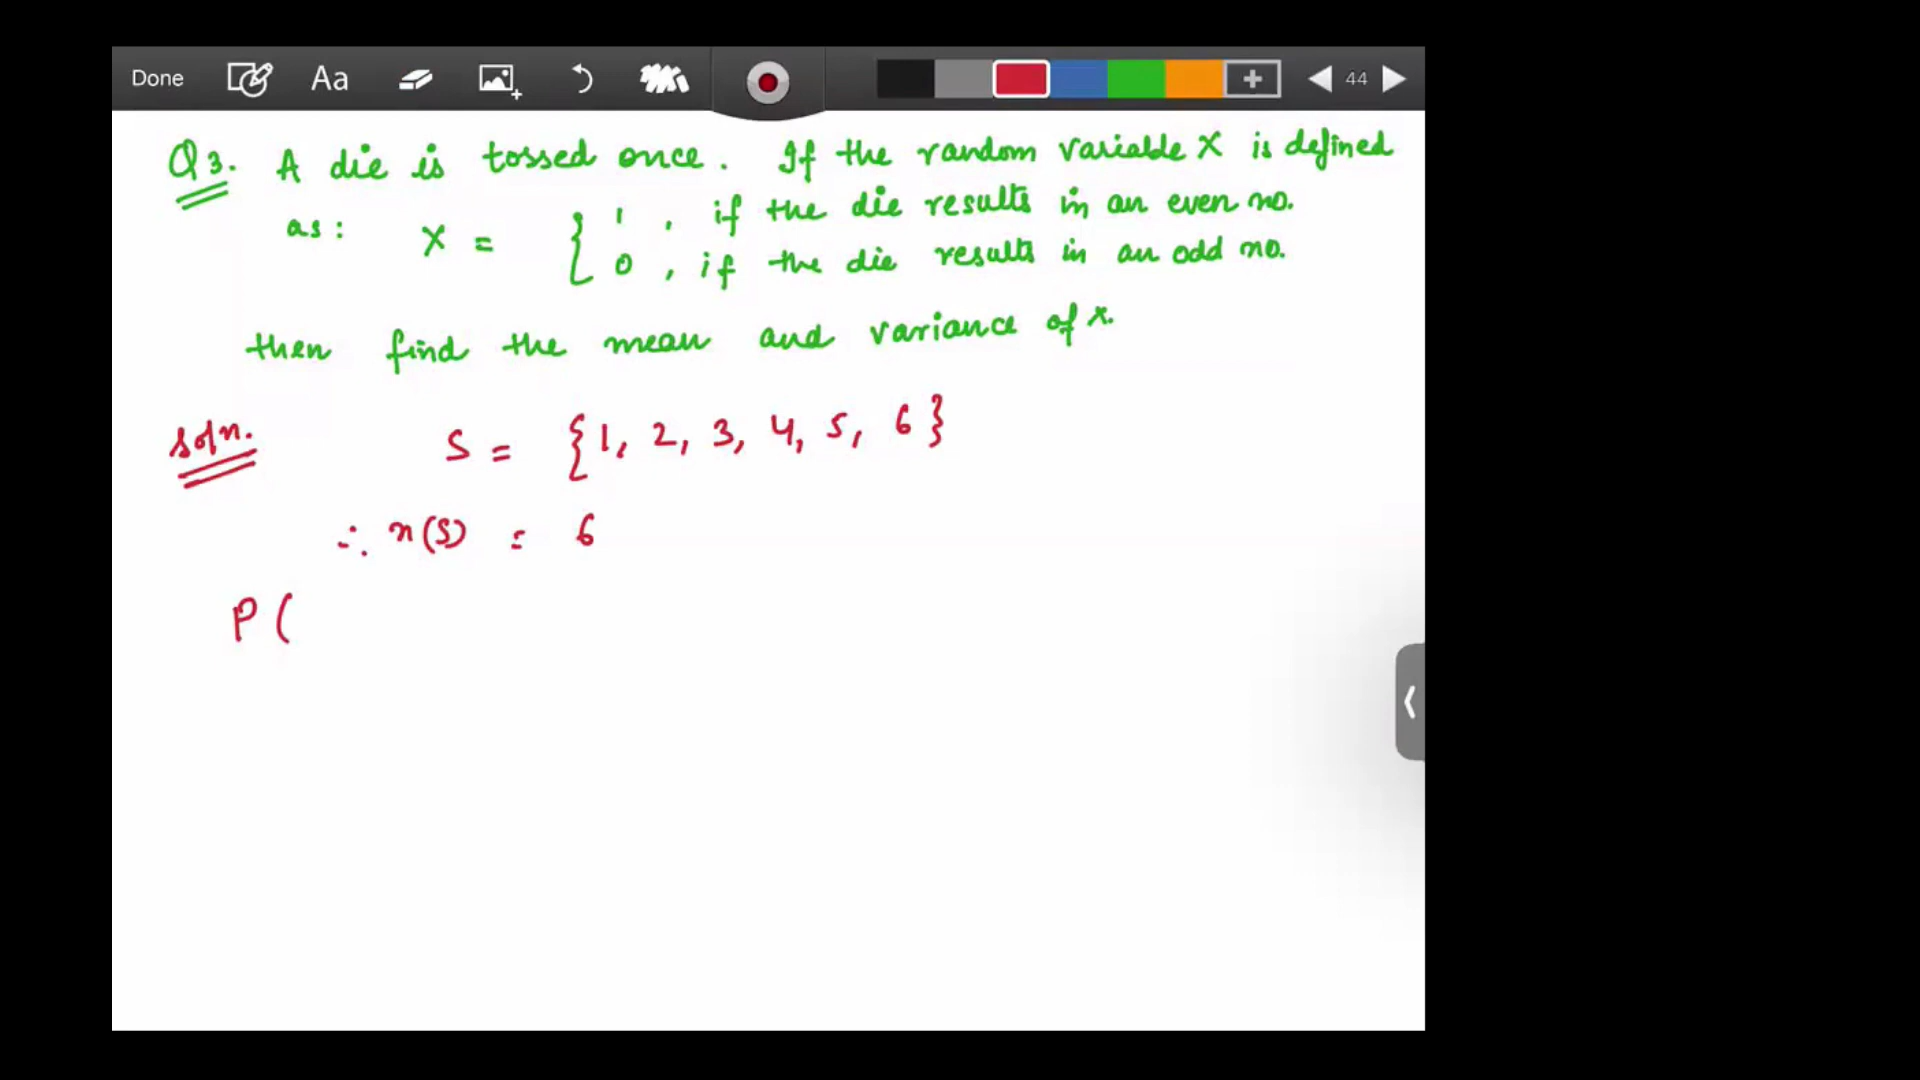 Done Aa 44
Q3. A die is tossed once. If the random variable X is defined
as: X = { 1, if the die results in an even no.
0, if the die results in an odd no.
then find the mean and variance of x.
soln. S = {1, 2, 3, 4, 5, 6}
∴ n(S) = 6
P(